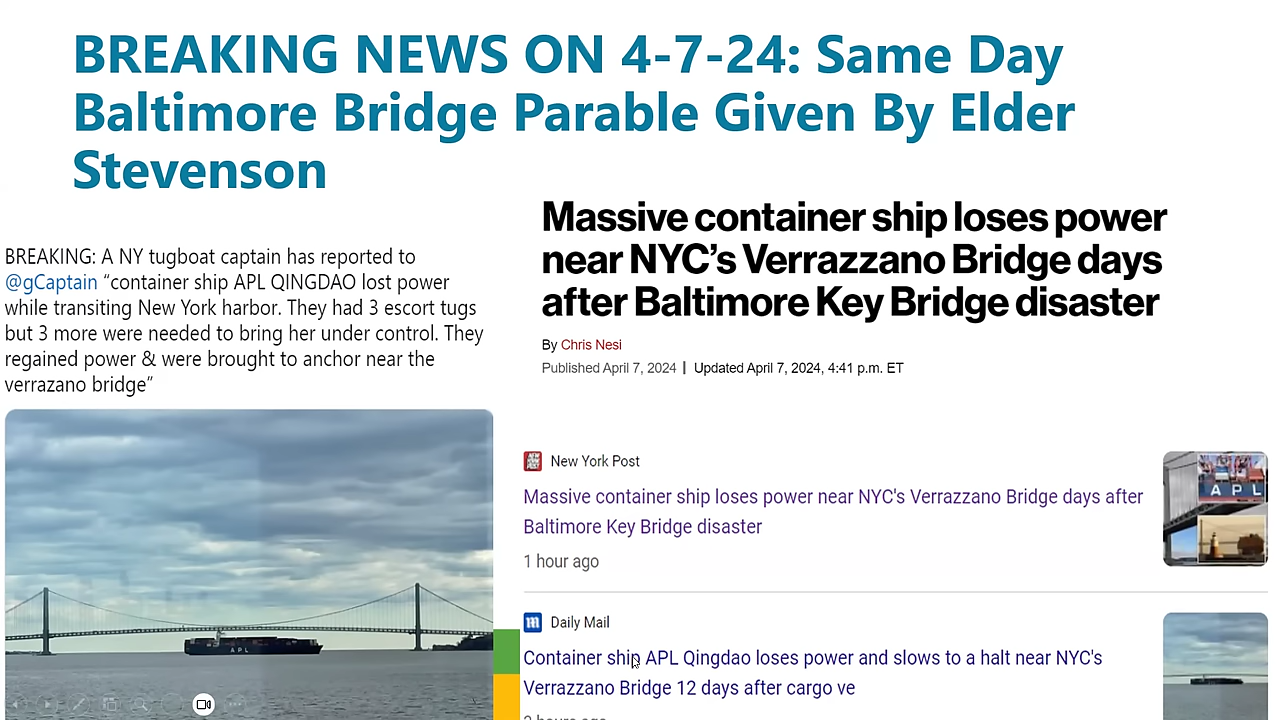 BREAKING NEWS ON 4-7-24: Same Day
Baltimore Bridge Parable Given By Elder
Stevenson
BREAKING: A NY tugboat captain has reported to
@gCaptain “container ship APL QINGDAO lost power
while transiting New York harbor. They had 3 escort tugs
but 3 more were needed to bring her under control. They
regained power & were brought to anchor near the
verrazano bridge”
APL
Massive container ship loses power
near NYC’s Verrazzano Bridge days
after Baltimore Key Bridge disaster
By Chris Nesi
Published April 7, 2024 | Updated April 7, 2024, 4:41 p.m. ET
New York Post
Massive container ship loses power near NYC's Verrazzano Bridge days after
Baltimore Key Bridge disaster
1 hour ago
APL
Daily Mail
Container ship APL Qingdao loses power and slows to a halt near NYC's
Verrazzano Bridge 12 days after cargo ve